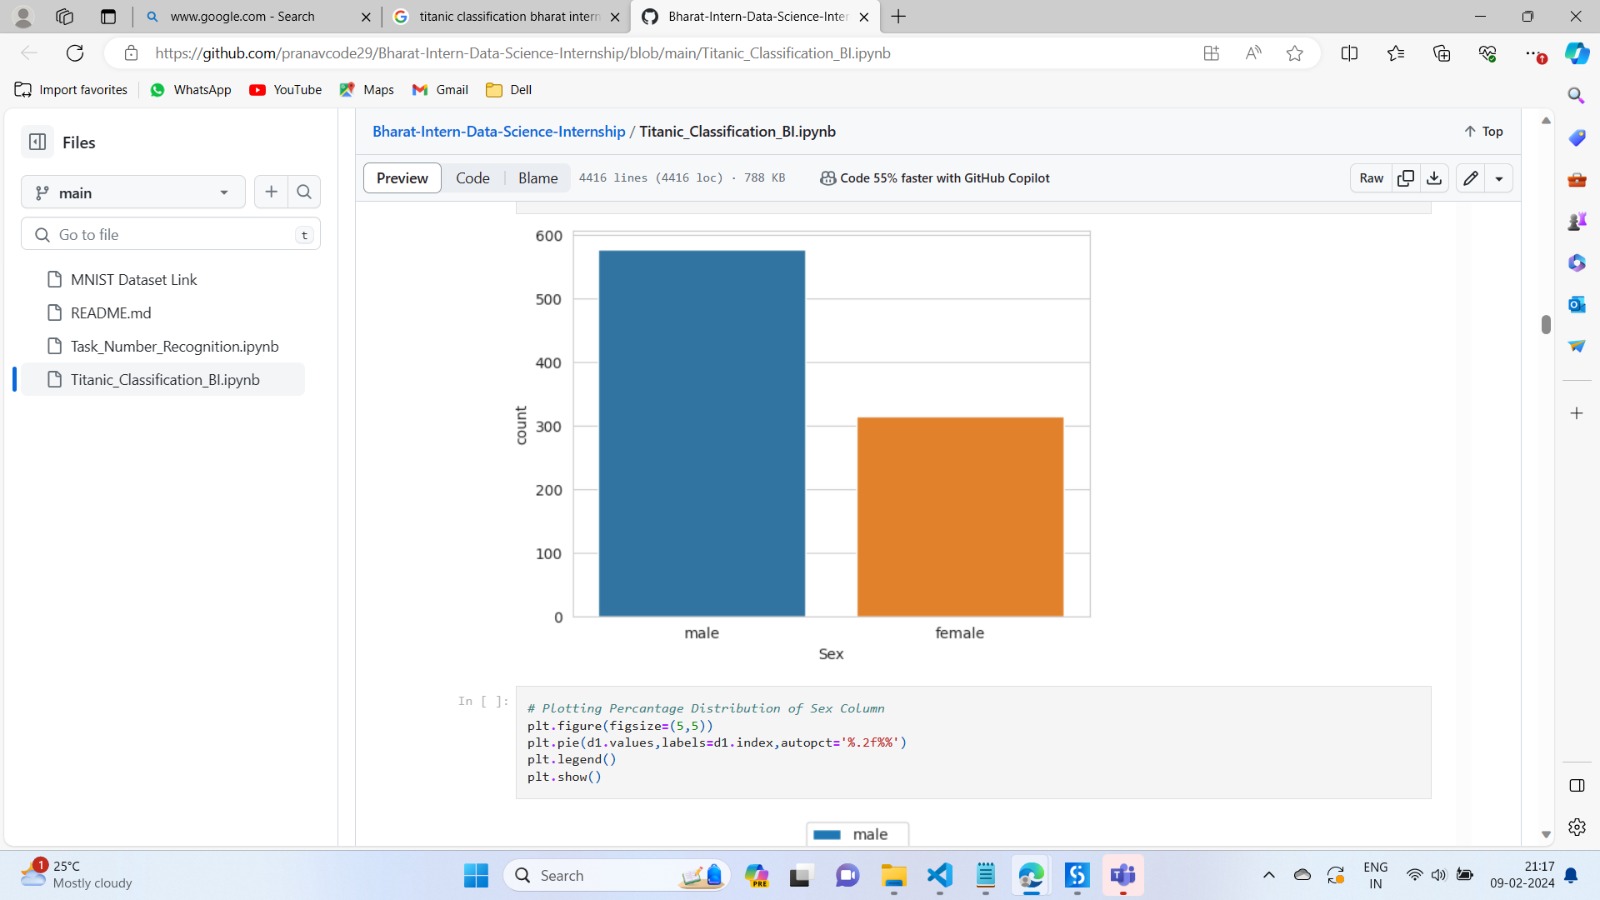 www.google.com - Search
titanic classification bharat intern
Bharat-Intern-Data-Science-Inter
https://github.com/pranavcode29/Bharat-Intern-Data-Science-Internship/blob/main/Titanic_Classification_BI.ipynb
Import favorites
WhatsApp
YouTube
Maps
Gmail
Dell
Files
Bharat-Intern-Data-Science-Internship / Titanic_Classification_BI.ipynb
Top
main
Preview
Code
Blame
4416 lines (4416 loc) · 788 KB
Code 55% faster with GitHub Copilot
Raw
Go to file
t
MNIST Dataset Link
README.md
Task_Number_Recognition.ipynb
Titanic_Classification_BI.ipynb
600
500
400
300
200
100
0
count
male
female
Sex
In [ ]:
# Plotting Percantage Distribution of Sex Column
plt.figure(figsize=(5,5))
plt.pie(d1.values,labels=d1.index,autopct='%.2f%%')
plt.legend()
plt.show()
male
1
25°C
Mostly cloudy
Search
PRE
ENG
IN
21:17
09-02-2024